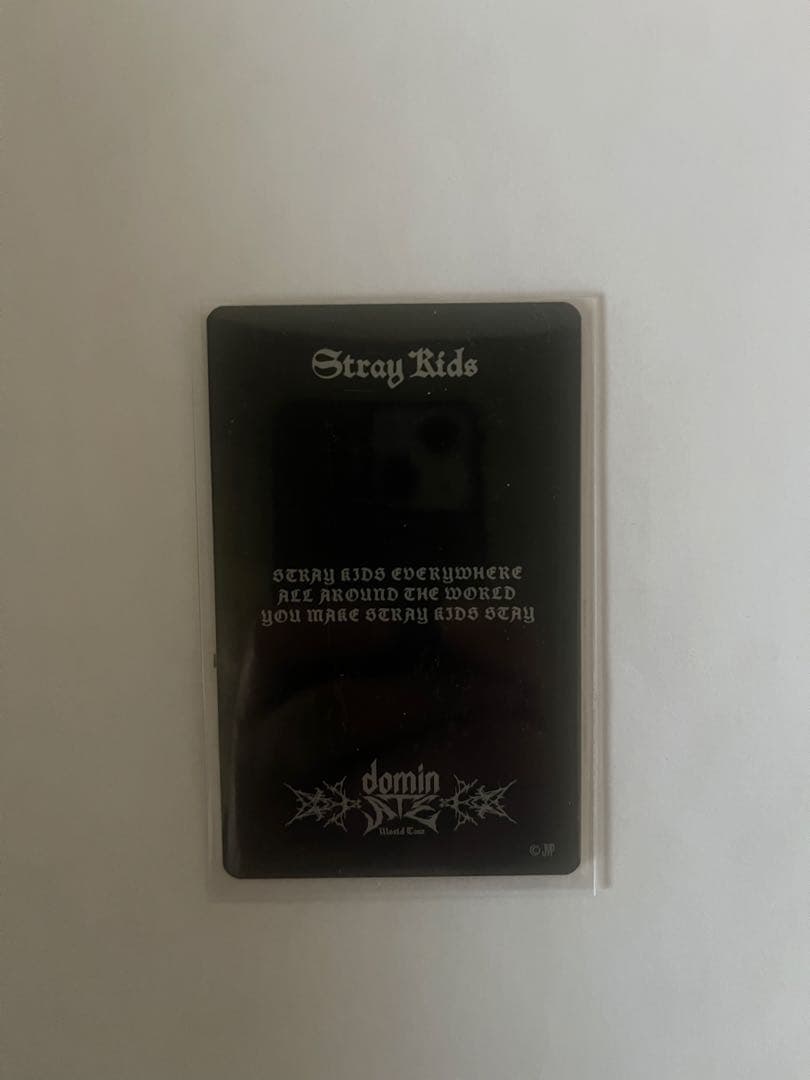 Stray Kids
STRAY KIDS EVERYWHERE
ALL AROUND THE WORLD
YOU MAKE STRAY KIDS STAY
domin
ATE
World Tour
© JYP